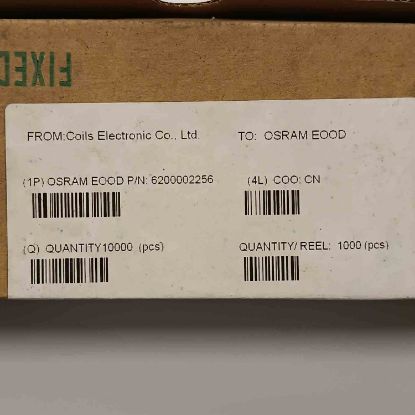 FIXED
FROM:Coils Electronic Co., Ltd. TO: OSRAM EOOD
(1P) OSRAM EOOD P/N: 6200002256 (4L) COO: CN
(Q) QUANTITY10000 (pcs) QUANTITY/ REEL: 1000 (pcs)